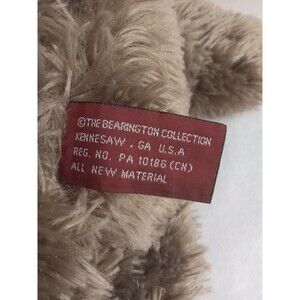 ©THE BEARINGTON COLLECTION
KENNESAW, GA U.S.A
REG. NO. PA 10186 (CN)
ALL NEW MATERIAL